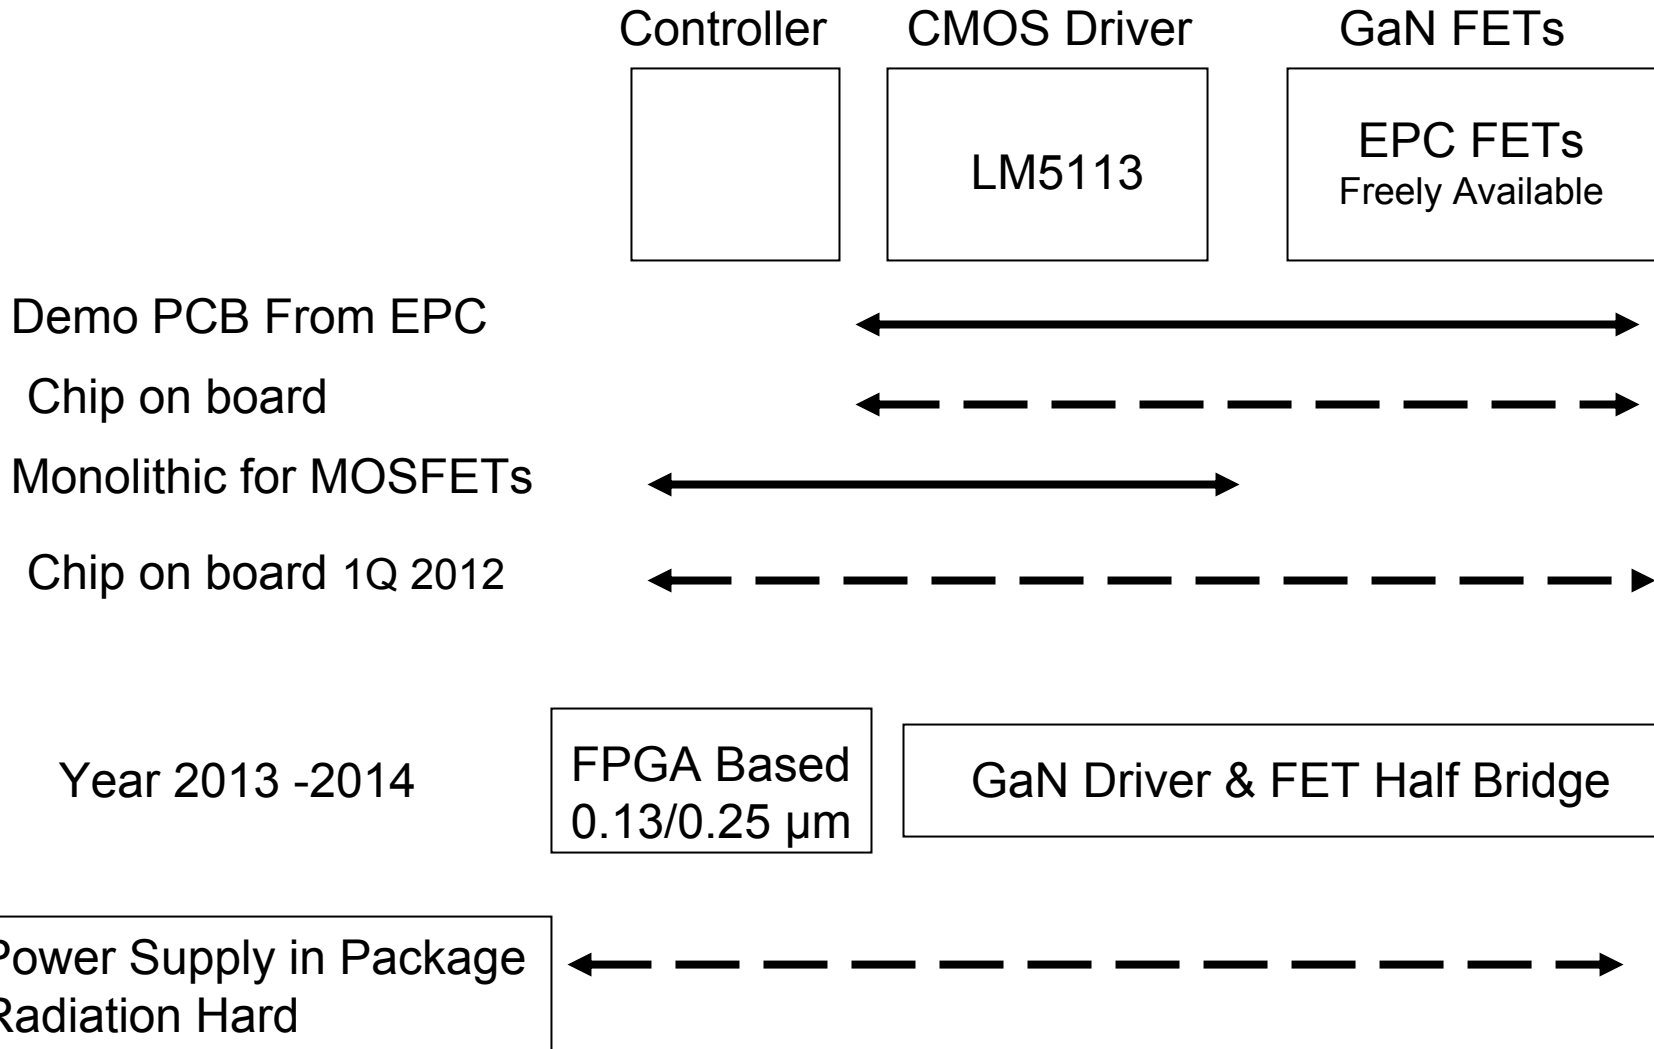 Controller CMOS Driver GaN FETs
LM5113
EPC FETs
Freely Available
Demo PCB From EPC
Chip on board
Monolithic for MOSFETs
Chip on board 1Q 2012
Year 2013 -2014
FPGA Based
0.13/0.25 µm
GaN Driver & FET Half Bridge
Power Supply in Package
Radiation Hard